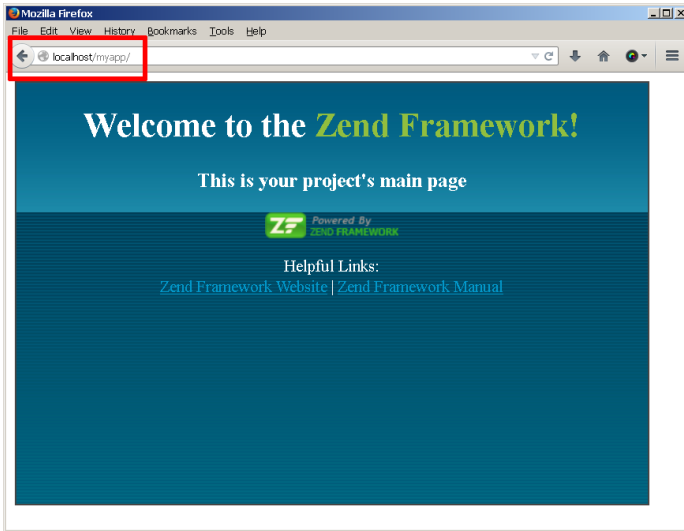 Mozilla Firefox
File Edit View History Bookmarks Tools Help
localhost/myapp/
Welcome to the Zend Framework!
This is your project's main page
ZF Powered By
ZEND FRAMEWORK
Helpful Links:
Zend Framework Website | Zend Framework Manual